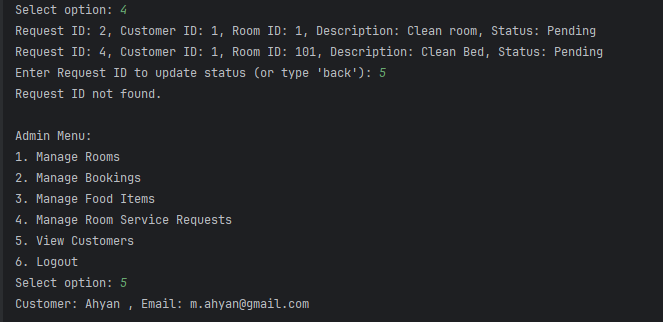 Select option: 4
Request ID: 2, Customer ID: 1, Room ID: 1, Description: Clean room, Status: Pending
Request ID: 4, Customer ID: 1, Room ID: 101, Description: Clean Bed, Status: Pending
Enter Request ID to update status (or type 'back'): 5
Request ID not found.
Admin Menu:
1. Manage Rooms
2. Manage Bookings
3. Manage Food Items
4. Manage Room Service Requests
5. View Customers
6. Logout
Select option: 5
Customer: Ahyan , Email: m.ahyan@gmail.com